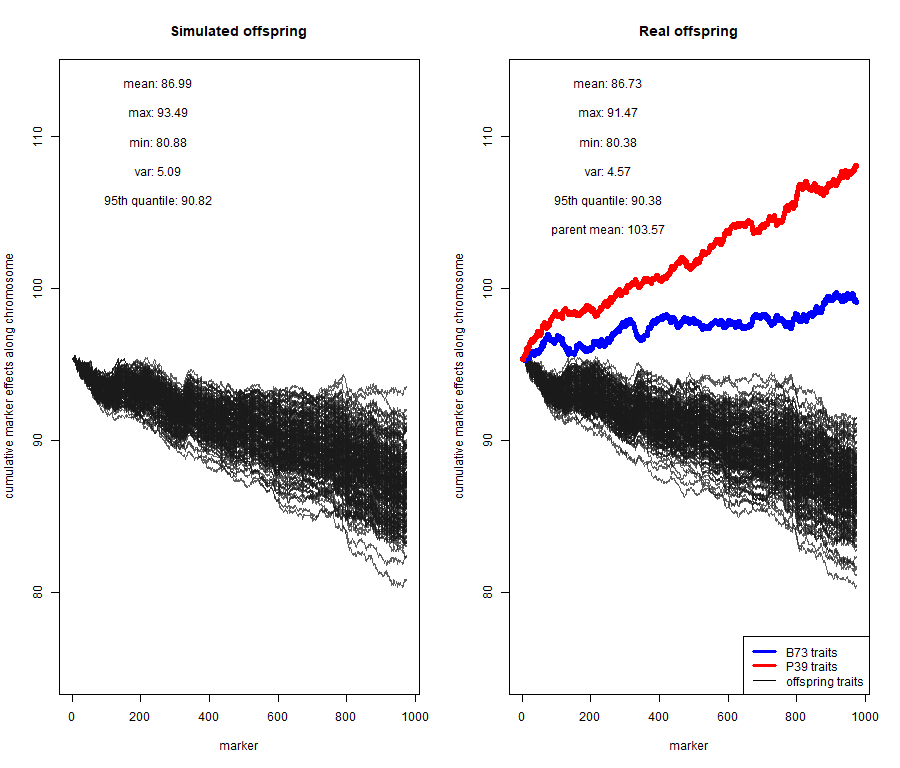 Simulated offspring
mean: 86.99
max: 93.49
min: 80.88
var: 5.09
95th quantile: 90.82
110
100
90
80
cumulative marker effects along chromosome
0 200 400 600 800 1000
marker
Real offspring
mean: 86.73
max: 91.47
min: 80.38
var: 4.57
95th quantile: 90.38
parent mean: 103.57
110
100
90
80
cumulative marker effects along chromosome
B73 traits
P39 traits
offspring traits
0 200 400 600 800 1000
marker